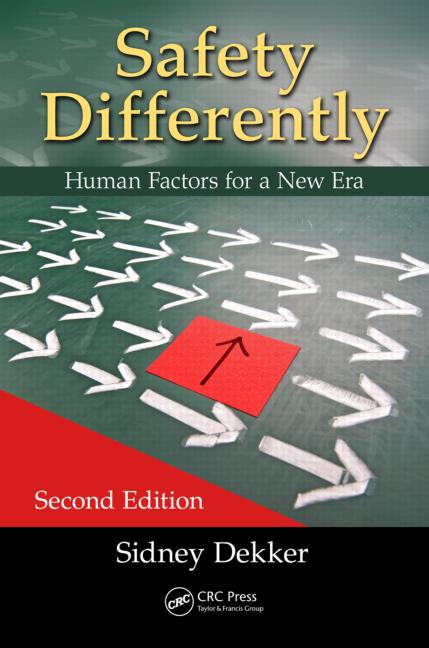 Safety
Differently
Human Factors for a New Era
Second Edition
Sidney Dekker
CRC
CRC Press
Taylor & Francis Group